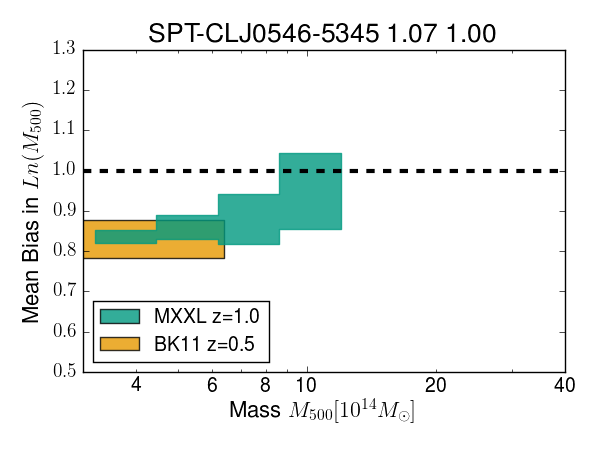 SPT-CLJ0546-5345 1.07 1.00
1.3
1.2
1.1
1.0
0.9
0.8
0.7
0.6
0.5
Mean Bias in Ln(M500)
MXXL z=1.0
BK11 z=0.5
4 6 8 10 20 40
Mass M500[10^14 M⊙]